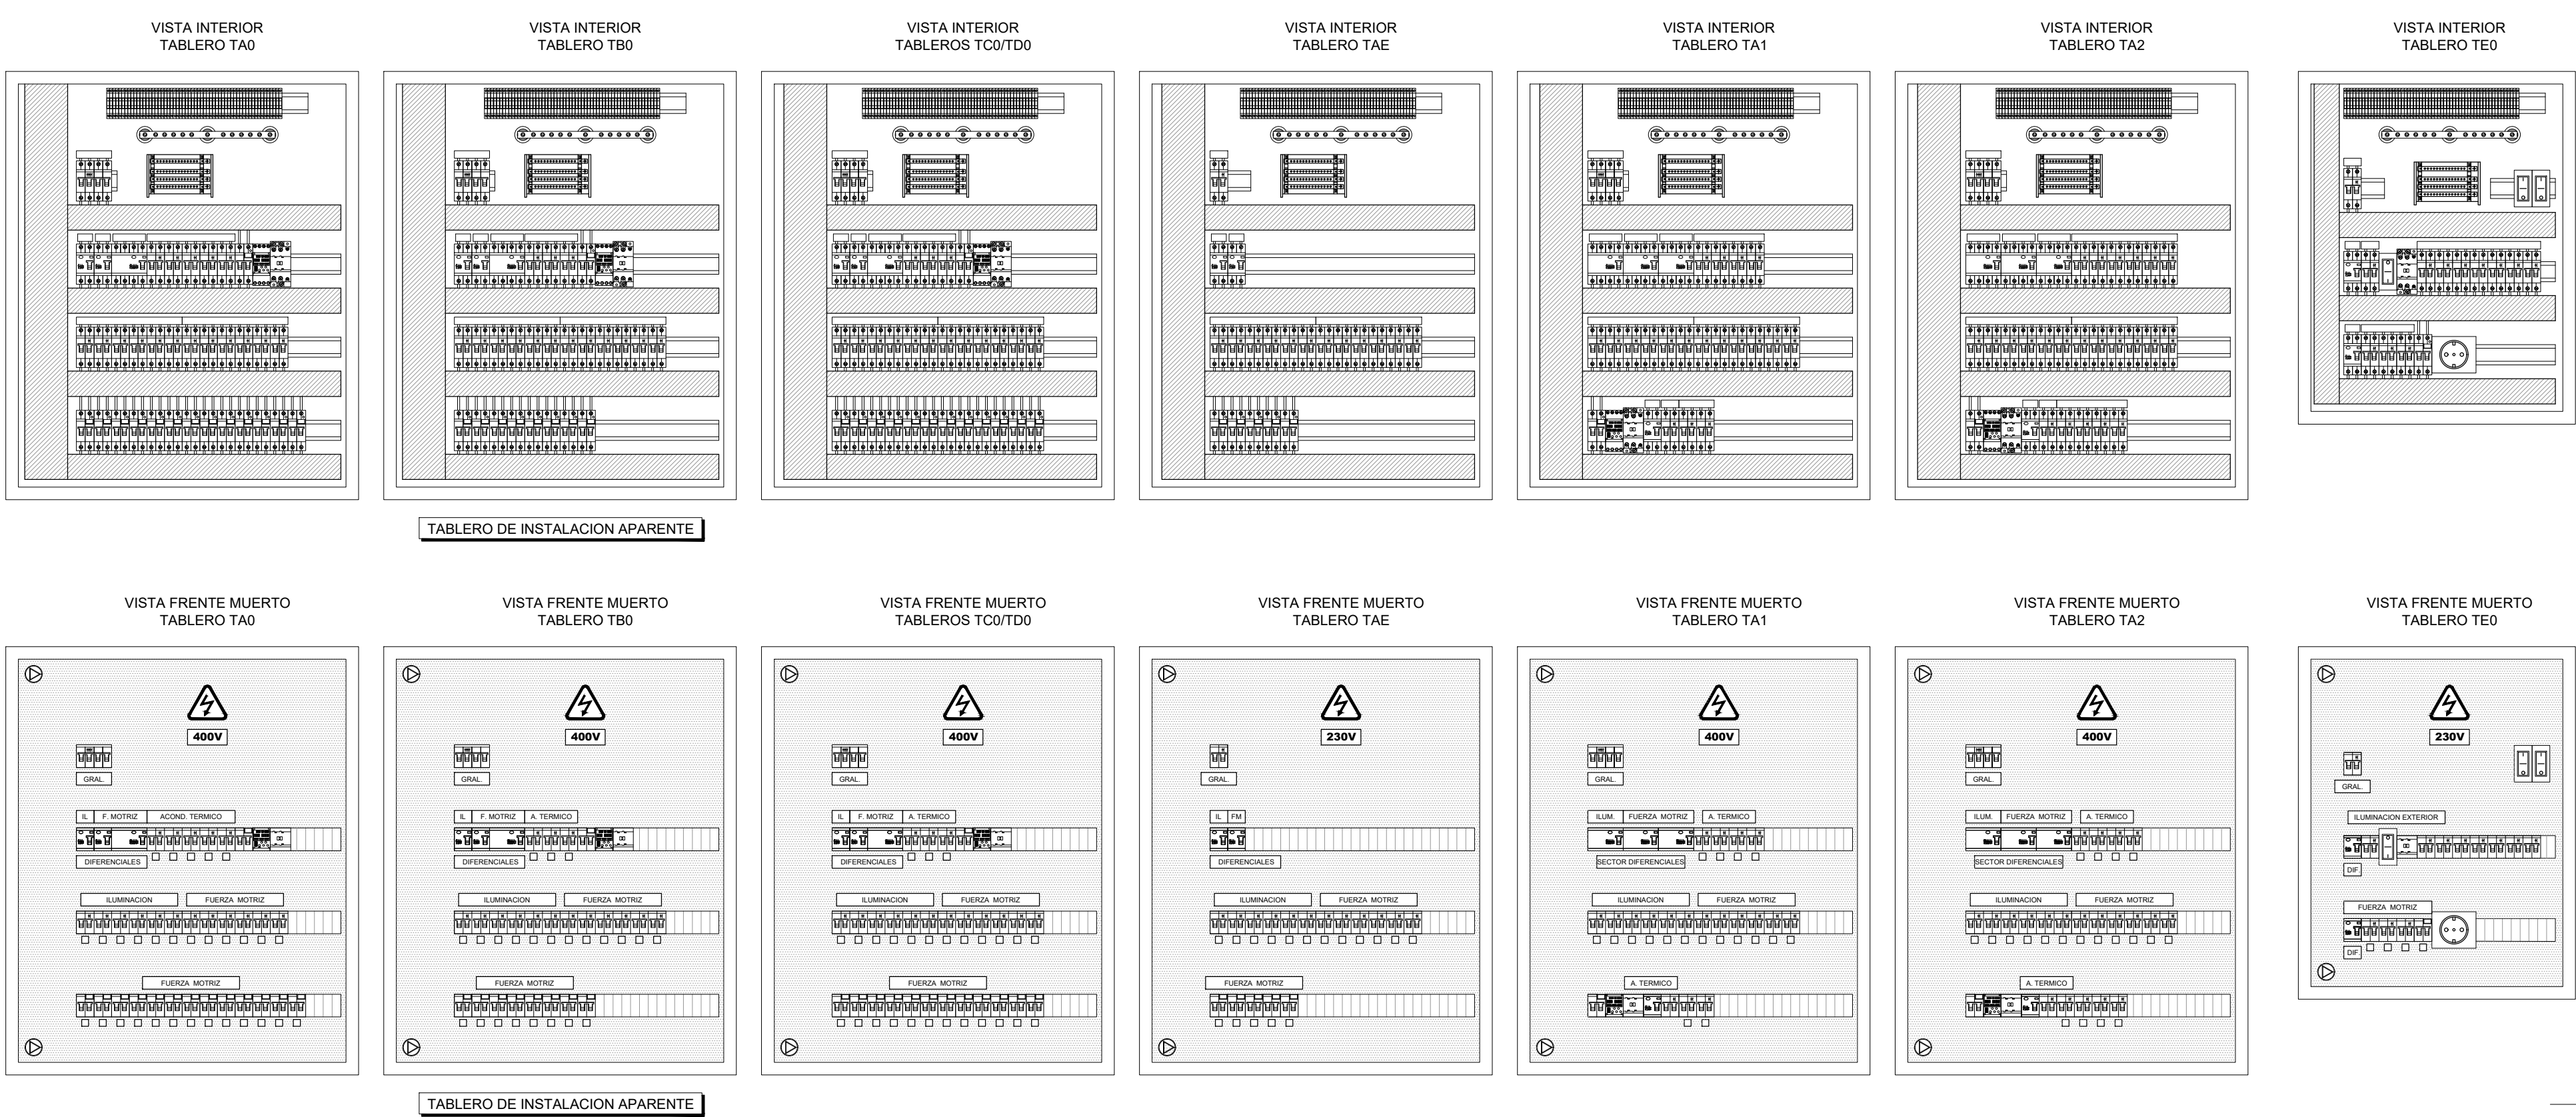 VISTA INTERIOR
TABLERO TA0
VISTA INTERIOR
TABLERO TB0
VISTA INTERIOR
TABLEROS TC0/TD0
VISTA INTERIOR
TABLERO TAE
VISTA INTERIOR
TABLERO TA1
VISTA INTERIOR
TABLERO TA2
VISTA INTERIOR
TABLERO TE0
TABLERO DE INSTALACION APARENTE
VISTA FRENTE MUERTO
TABLERO TA0
VISTA FRENTE MUERTO
TABLERO TB0
VISTA FRENTE MUERTO
TABLEROS TC0/TD0
VISTA FRENTE MUERTO
TABLERO TAE
VISTA FRENTE MUERTO
TABLERO TA1
VISTA FRENTE MUERTO
TABLERO TA2
VISTA FRENTE MUERTO
TABLERO TE0
400V
GRAL.
IL F. MOTRIZ ACOND. TERMICO
DIFERENCIALES
ILUMINACION FUERZA MOTRIZ
FUERZA MOTRIZ
400V
GRAL.
IL F. MOTRIZ A. TERMICO
DIFERENCIALES
ILUMINACION FUERZA MOTRIZ
FUERZA MOTRIZ
400V
GRAL.
IL F. MOTRIZ A. TERMICO
DIFERENCIALES
ILUMINACION FUERZA MOTRIZ
FUERZA MOTRIZ
230V
GRAL.
IL FM
DIFERENCIALES
ILUMINACION FUERZA MOTRIZ
FUERZA MOTRIZ
400V
GRAL.
ILUM. FUERZA MOTRIZ A. TERMICO
SECTOR DIFERENCIALES
ILUMINACION FUERZA MOTRIZ
A. TERMICO
400V
GRAL.
ILUM. FUERZA MOTRIZ A. TERMICO
SECTOR DIFERENCIALES
ILUMINACION FUERZA MOTRIZ
A. TERMICO
230V
GRAL.
ILUMINACION EXTERIOR
DIF.
FUERZA MOTRIZ
DIF.
TABLERO DE INSTALACION APARENTE